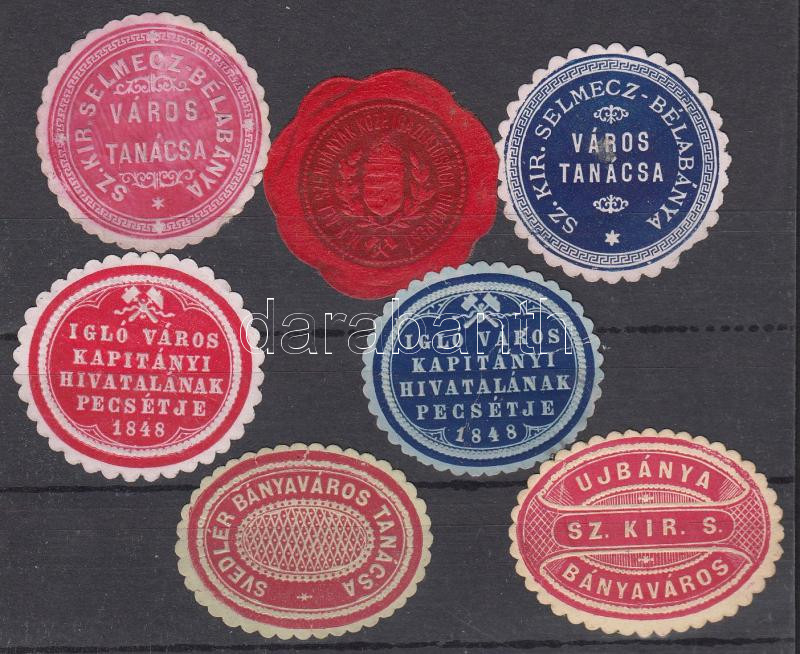 SZ. KIR. SELMECZ-BÉLABÁNYA
VÁROS
TANÁCSA
SZ. KIR. SELMECZ-BÉLABÁNYA
VÁROS
TANÁCSA
IGLÓ VÁROS
KAPITÁNYI
HIVATALÁNAK
PECSÉTJE
1848
IGLÓ VÁROS
KAPITÁNYI
HIVATALÁNAK
PECSÉTJE
1848
darabanth
SVEDLÉR BÁNYAVÁROS TANÁCSA
UJBÁNYA
SZ. KIR. S.
BÁNYAVÁROS